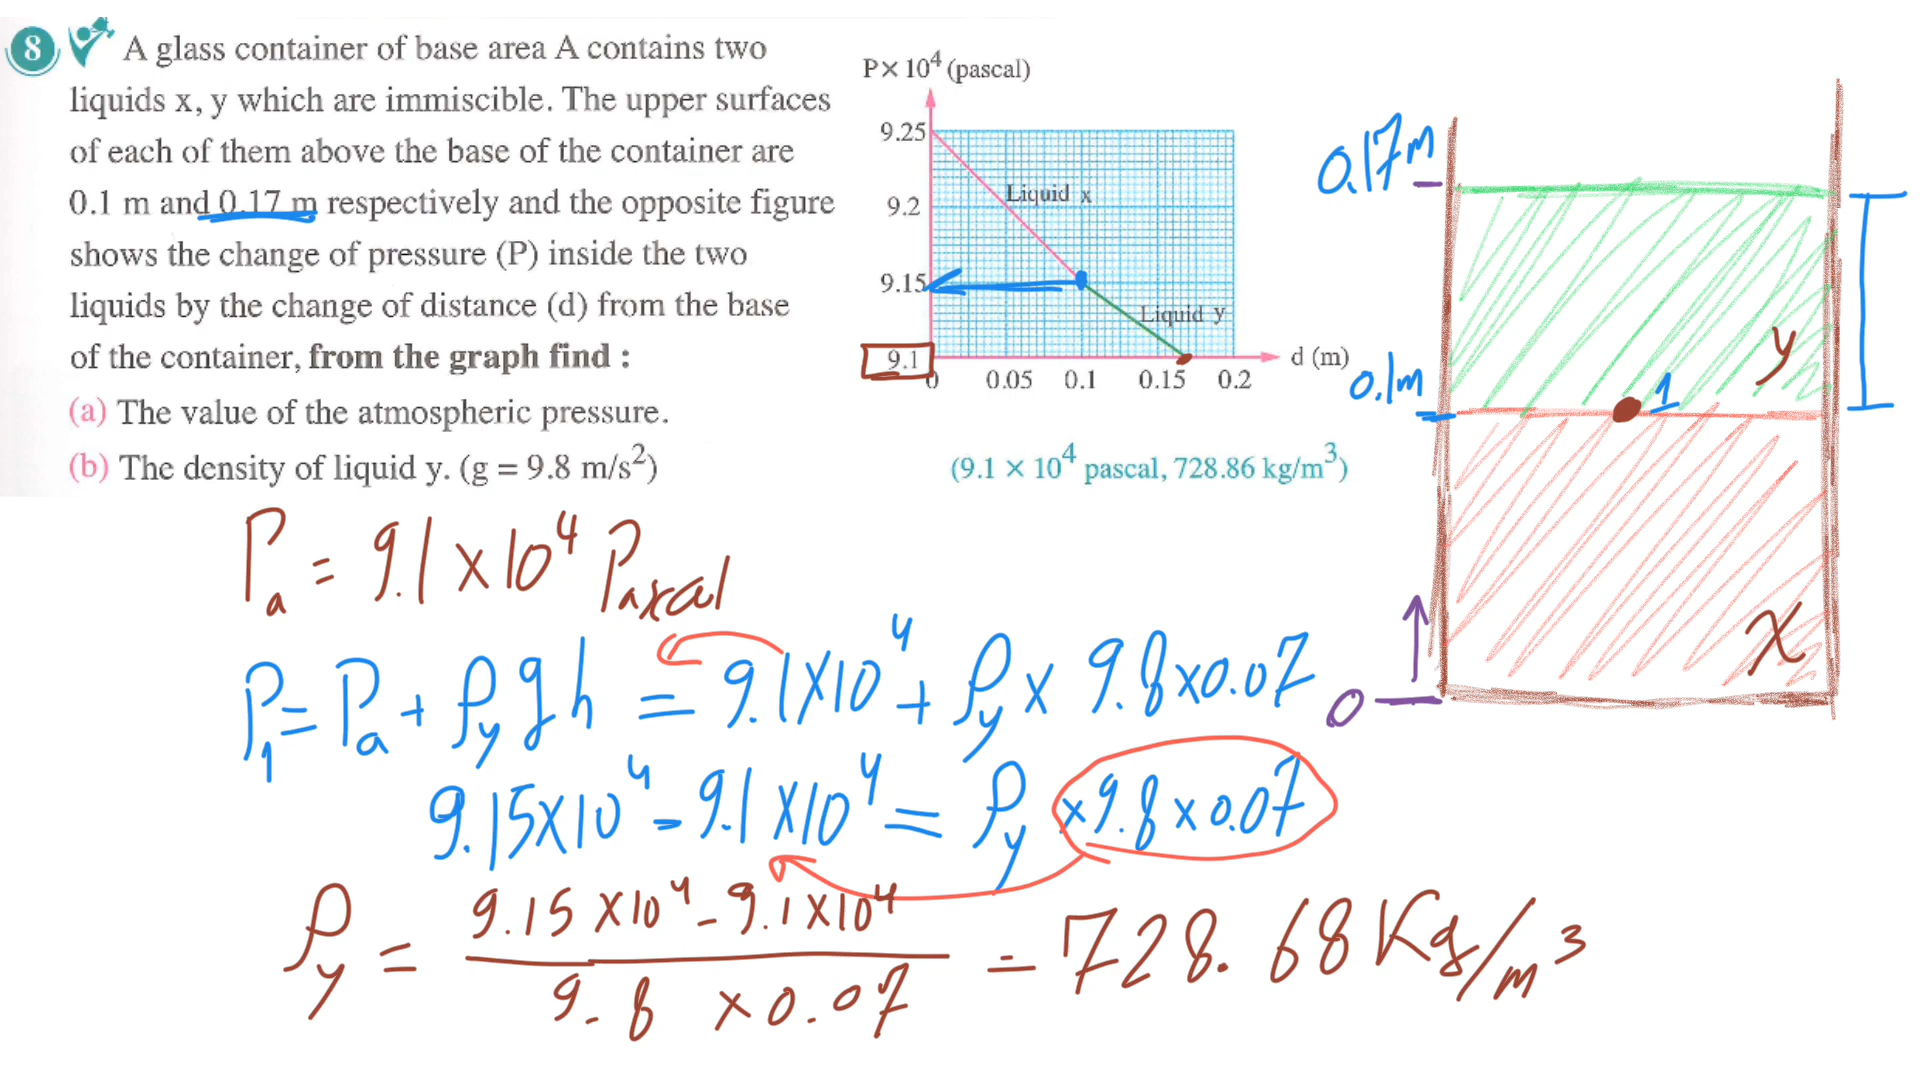 8 A glass container of base area A contains two
liquids x, y which are immiscible. The upper surfaces
of each of them above the base of the container are
0.1 m and 0.17 m respectively and the opposite figure
shows the change of pressure (P) inside the two
liquids by the change of distance (d) from the base
of the container, from the graph find :
(a) The value of the atmospheric pressure.
(b) The density of liquid y. (g = 9.8 m/s²)
P× 10⁴ (pascal)
9.25
9.2
9.15
9.1
Liquid x
Liquid y
0 0.05 0.1 0.15 0.2
d (m)
(9.1 × 10⁴ pascal, 728.86 kg/m³)
0.17m
0.1m
1
y
x
0
Pa = 9.1 × 10⁴ Pascal
P₁ = Pa + ρy g h = 9.1×10⁴ + ρy × 9.8×0.07
9.15×10⁴ - 9.1×10⁴ = ρy ×9.8×0.07
ρy = 9.15×10⁴ - 9.1×10⁴ = 728.68 Kg/m³
9.8 ×0.07